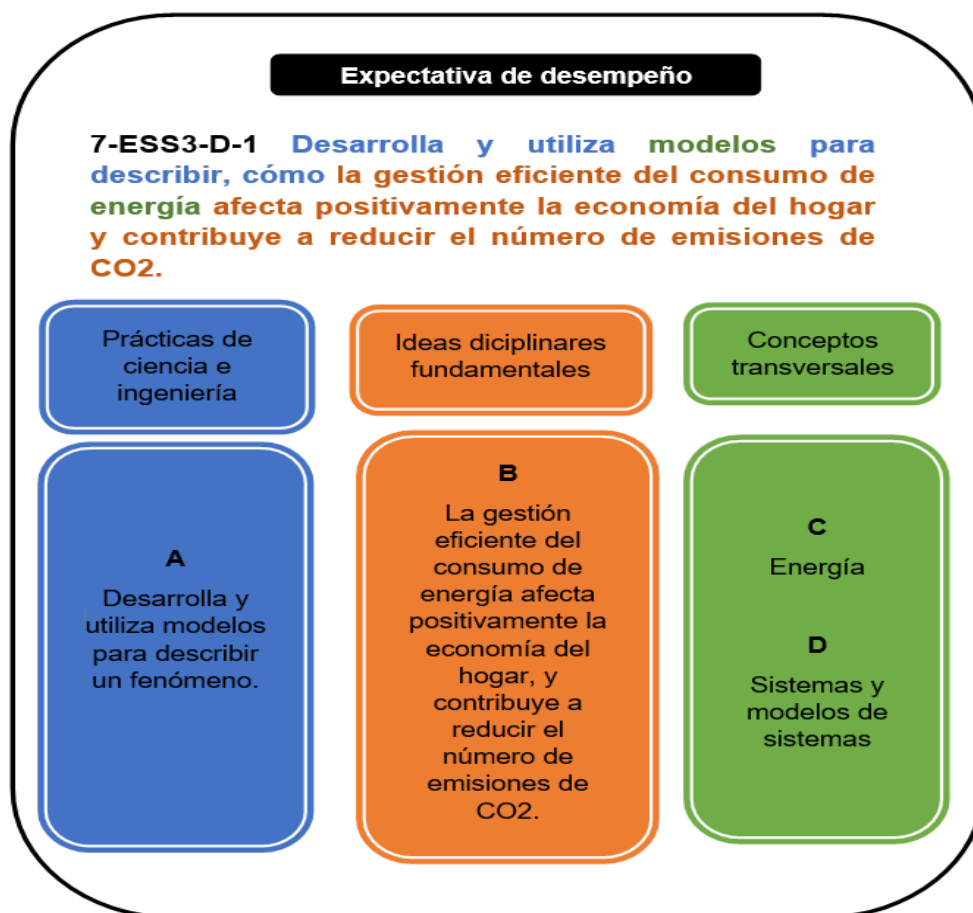 Expectativa de desempeño
7-ESS3-D-1 Desarrolla y utiliza modelos para
describir, cómo la gestión eficiente del consumo de
energía afecta positivamente la economía del hogar
y contribuye a reducir el número de emisiones de
CO2.
Prácticas de
ciencia e
ingeniería
Ideas diciplinares
fundamentales
Conceptos
transversales
A
Desarrolla y
utiliza modelos
para describir
un fenómeno.
B
La gestión
eficiente del
consumo de
energía afecta
positivamente la
economía del
hogar, y
contribuye a
reducir el
número de
emisiones de
CO2.
C
Energía
D
Sistemas y
modelos de
sistemas